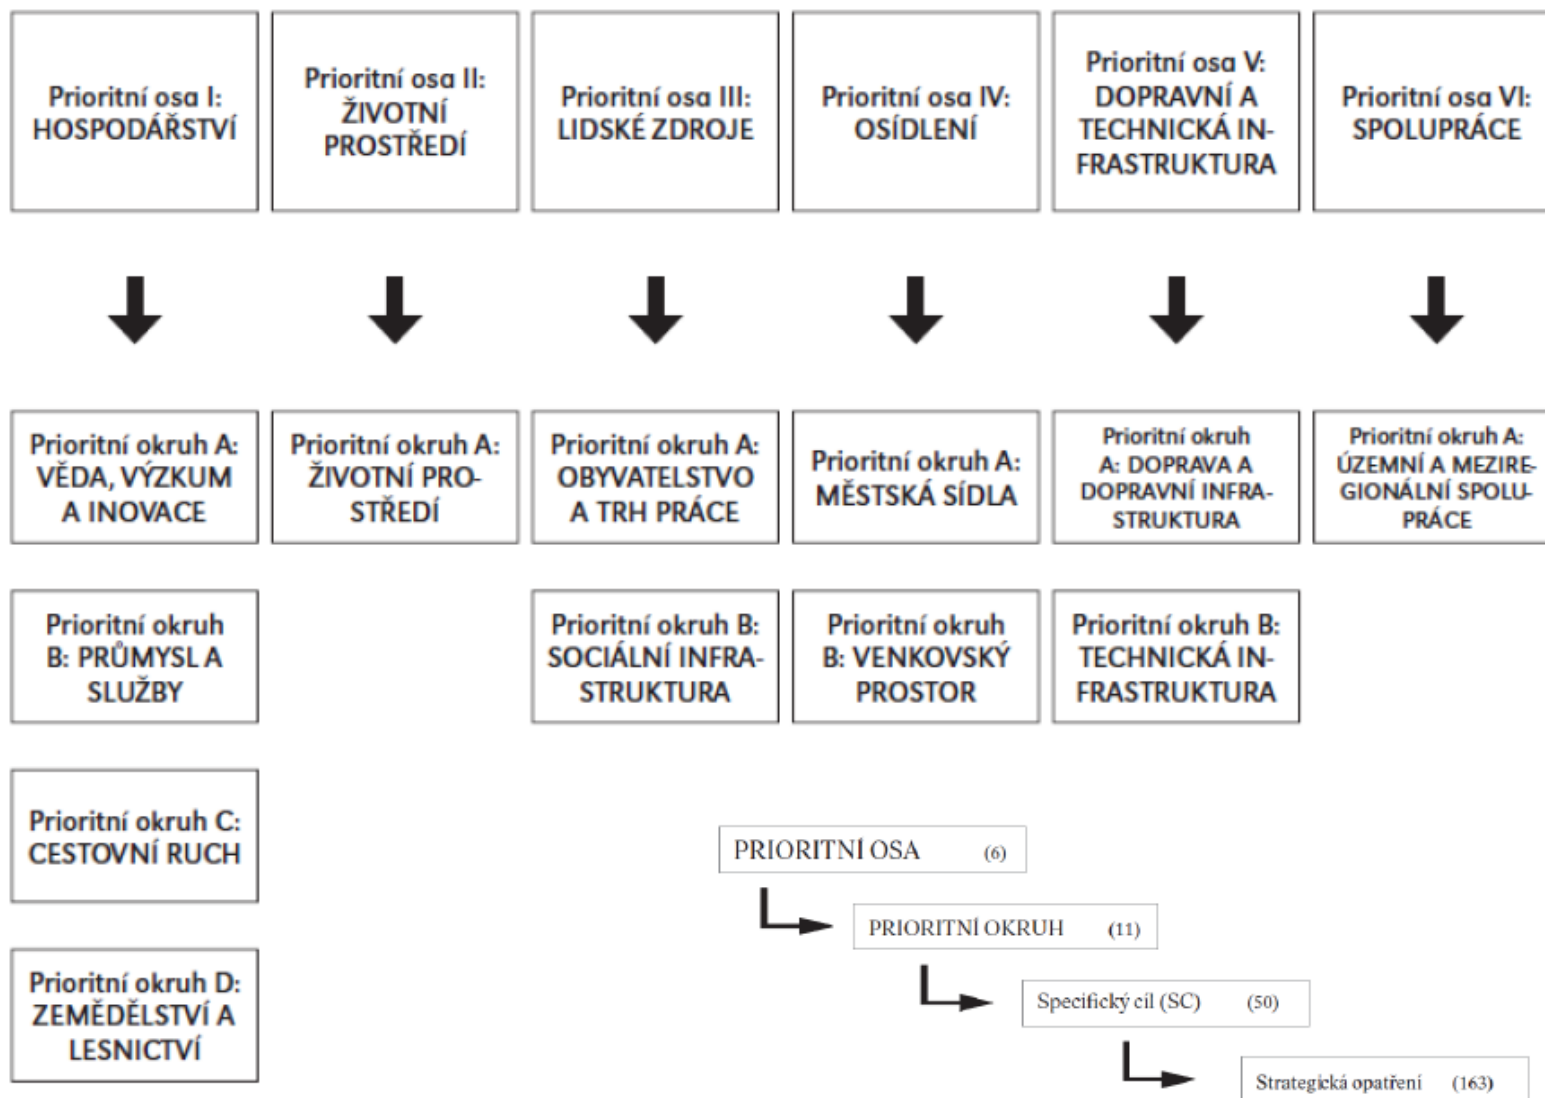 Prioritní osa I:
HOSPODÁŘSTVÍ
Prioritní osa II:
ŽIVOTNÍ
PROSTŘEDÍ
Prioritní osa III:
LIDSKÉ ZDROJE
Prioritní osa IV:
OSÍDLENÍ
Prioritní osa V:
DOPRAVNÍ A
TECHNICKÁ IN-
FRASTRUKTURA
Prioritní osa VI:
SPOLUPRÁCE
Prioritní okruh A:
VĚDA, VÝZKUM
A INOVACE
Prioritní okruh A:
ŽIVOTNÍ PRO-
STŘEDÍ
Prioritní okruh A:
OBYVATELSTVO
A TRH PRÁCE
Prioritní okruh A:
MĚSTSKÁ SÍDLA
Prioritní okruh
A: DOPRAVA A
DOPRAVNÍ INFRA-
STRUKTURA
Prioritní okruh A:
ÚZEMNÍ A MEZIRE-
GIONÁLNÍ SPOLU-
PRÁCE
Prioritní okruh
B: PRŮMYSL A
SLUŽBY
Prioritní okruh B:
SOCIÁLNÍ INFRA-
STRUKTURA
Prioritní okruh
B: VENKOVSKÝ
PROSTOR
Prioritní okruh B:
TECHNICKÁ IN-
FRASTRUKTURA
Prioritní okruh C:
CESTOVNÍ RUCH
Prioritní okruh D:
ZEMĚDĚLSTVÍ A
LESNICTVÍ
PRIORITNÍ OSA (6)
PRIORITNÍ OKRUH (11)
Specifický cíl (SC) (50)
Strategická opatření (163)